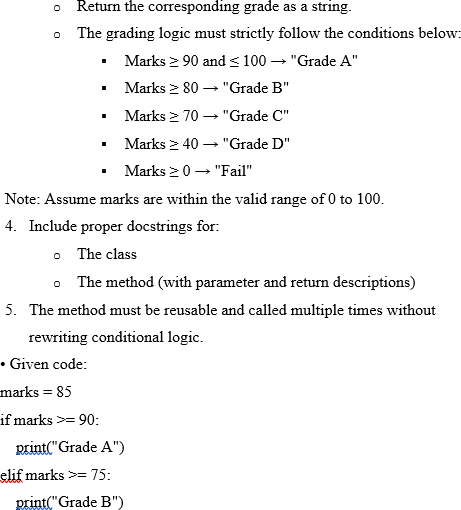 o Return the corresponding grade as a string.
o The grading logic must strictly follow the conditions below:
▪ Marks ≥ 90 and ≤ 100 → "Grade A"
▪ Marks ≥ 80 → "Grade B"
▪ Marks ≥ 70 → "Grade C"
▪ Marks ≥ 40 → "Grade D"
▪ Marks ≥ 0 → "Fail"
Note: Assume marks are within the valid range of 0 to 100.
4. Include proper docstrings for:
o The class
o The method (with parameter and return descriptions)
5. The method must be reusable and called multiple times without
rewriting conditional logic.
• Given code:
marks = 85
if marks >= 90:
print("Grade A")
elif marks >= 75:
print("Grade B")